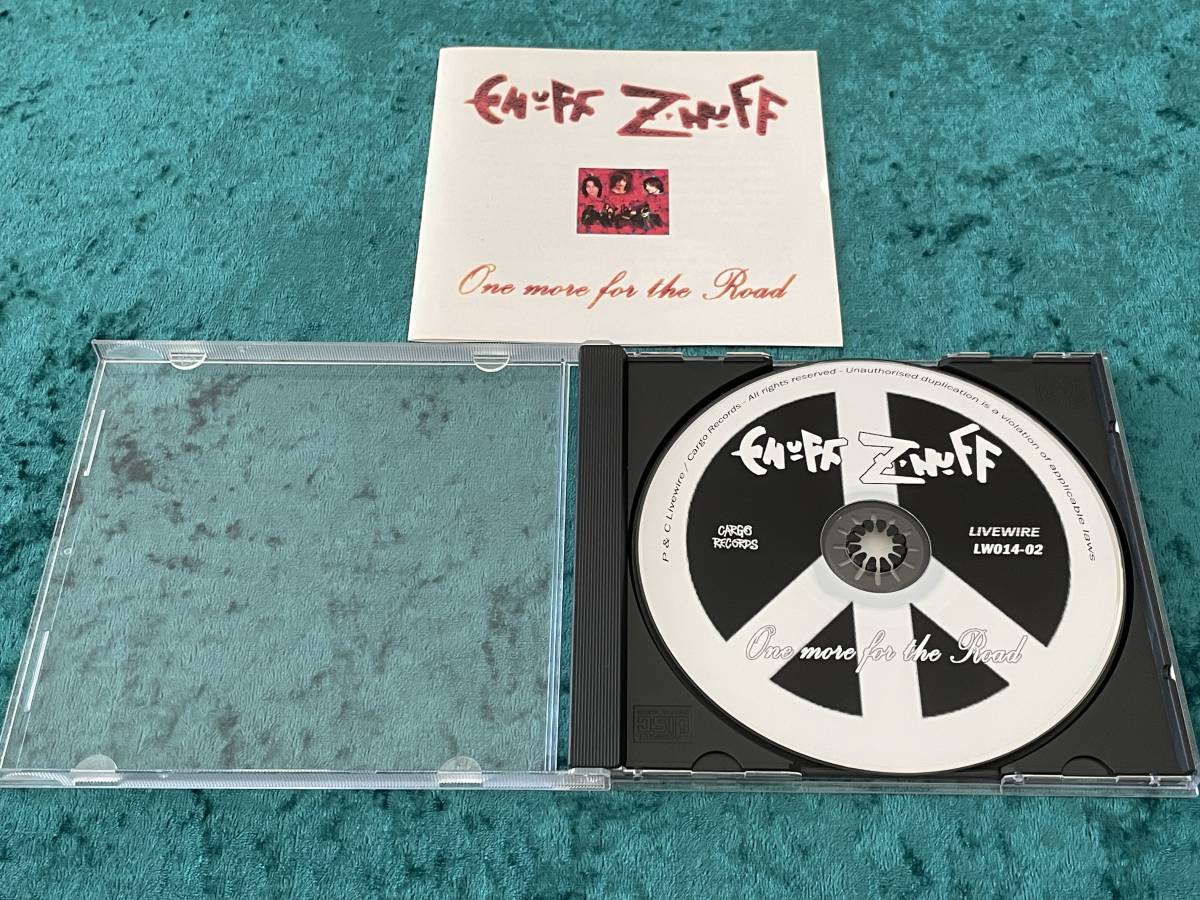 ENUFF Z'NUFF
One more for the Road
P & C Livewire / Cargo Records - All rights reserved - Unauthorised duplication is a violation of applicable laws
ENUFF Z'NUFF
CARGO
RECORDS
LIVEWIRE
LW014-02
One more for the Road
disc